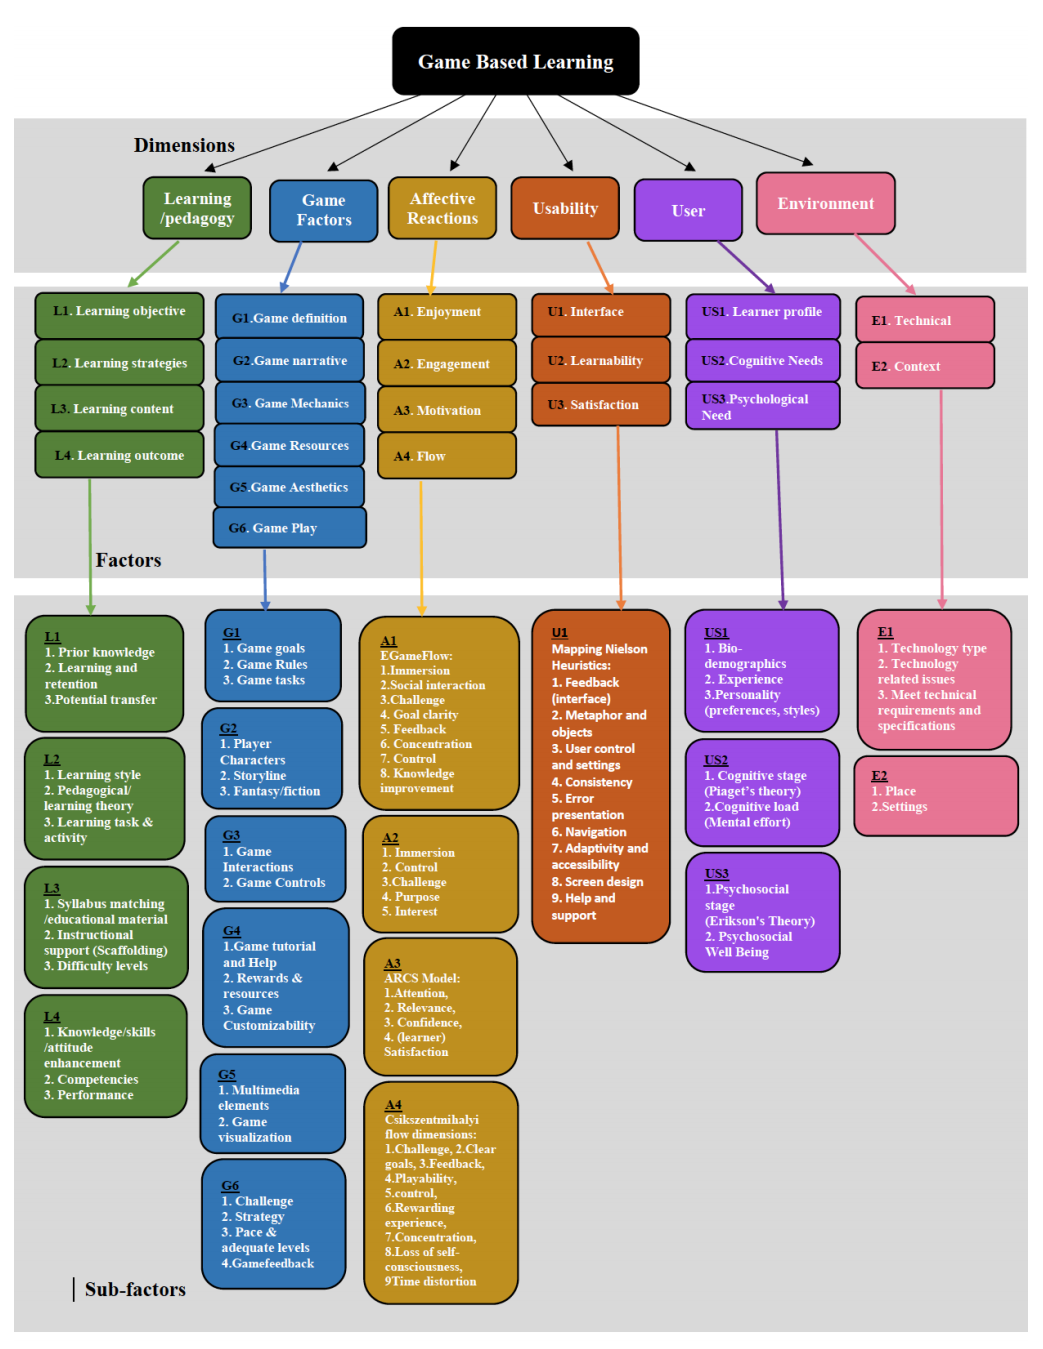 Game Based Learning
Dimensions
Learning
/pedagogy
Game
Factors
Affective
Reactions
Usability
User
Environment
L1. Learning objective
L2. Learning strategies
L3. Learning content
L4. Learning outcome
G1.Game definition
G2.Game narrative
G3. Game Mechanics
G4.Game Resources
G5.Game Aesthetics
G6. Game Play
A1. Enjoyment
A2. Engagement
A3. Motivation
A4. Flow
U1. Interface
U2. Learnability
U3. Satisfaction
US1. Learner profile
US2.Cognitive Needs
US3.Psychological
Need
E1. Technical
E2. Context
Factors
L1
1. Prior knowledge
2. Learning and
retention
3.Potential transfer
L2
1. Learning style
2. Pedagogical/
learning theory
3. Learning task &
activity
L3
1. Syllabus matching
/educational material
2. Instructional
support (Scaffolding)
3. Difficulty levels
L4
1. Knowledge/skills
/attitude
enhancement
2. Competencies
3. Performance
G1
1. Game goals
2. Game Rules
3. Game tasks
G2
1. Player
Characters
2. Storyline
3. Fantasy/fiction
G3
1. Game
Interactions
2. Game Controls
G4
1.Game tutorial
and Help
2. Rewards &
resources
3. Game
Customizability
G5
1. Multimedia
elements
2. Game
visualization
G6
1. Challenge
2. Strategy
3. Pace &
adequate levels
4.Gamefeedback
A1
EGameFlow:
1.Immersion
2.Social interaction
3.Challenge
4. Goal clarity
5. Feedback
6. Concentration
7. Control
8. Knowledge
improvement
A2
1. Immersion
2. Control
3.Challenge
4. Purpose
5. Interest
A3
ARCS Model:
1.Attention,
2. Relevance,
3. Confidence,
4. (learner)
Satisfaction
A4
Csikszentmihalyi
flow dimensions:
1.Challenge, 2.Clear
goals, 3.Feedback,
4.Playability,
5.control,
6.Rewarding
experience,
7.Concentration,
8.Loss of self-
consciousness,
9Time distortion
U1
Mapping Nielson
Heuristics:
1. Feedback
(interface)
2. Metaphor and
objects
3. User control
and settings
4. Consistency
5. Error
presentation
6. Navigation
7. Adaptivity and
accessibility
8. Screen design
9. Help and
support
US1
1. Bio-
demographics
2. Experience
3.Personality
(preferences, styles)
US2
1. Cognitive stage
(Piaget's theory)
2.Cognitive load
(Mental effort)
US3
1.Psychosocial
stage
(Erikson's Theory)
2. Psychosocial
Well Being
E1
1. Technology type
2. Technology
related issues
3. Meet technical
requirements and
specifications
E2
1. Place
2.Settings
Sub-factors